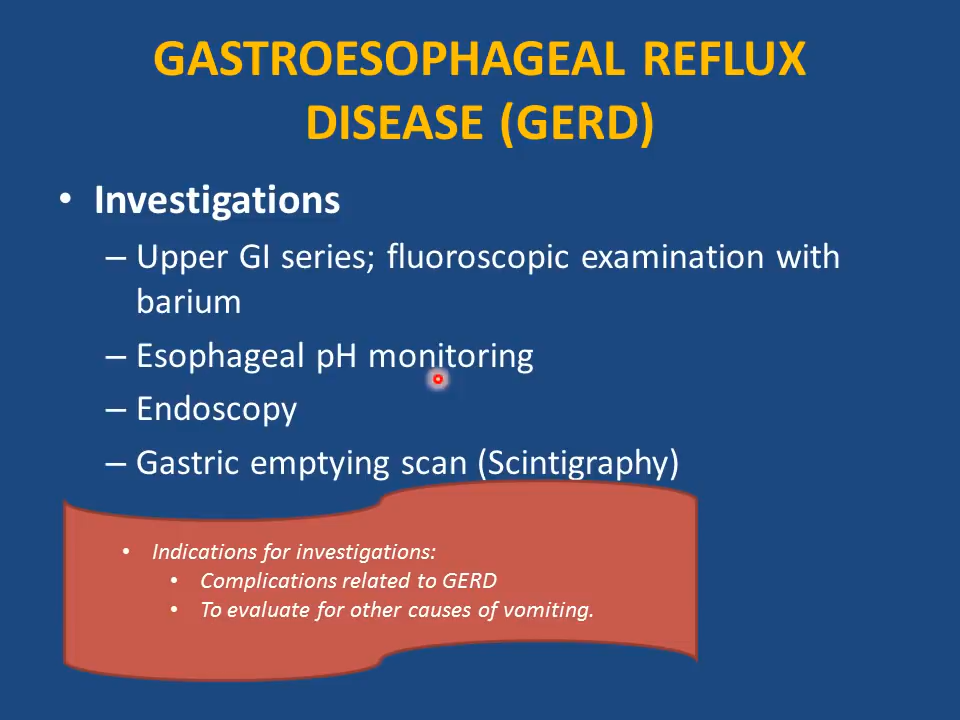 GASTROESOPHAGEAL REFLUX
DISEASE (GERD)
• Investigations
– Upper GI series; fluoroscopic examination with
barium
– Esophageal pH monitoring
– Endoscopy
– Gastric emptying scan (Scintigraphy)
• Indications for investigations:
• Complications related to GERD
• To evaluate for other causes of vomiting.